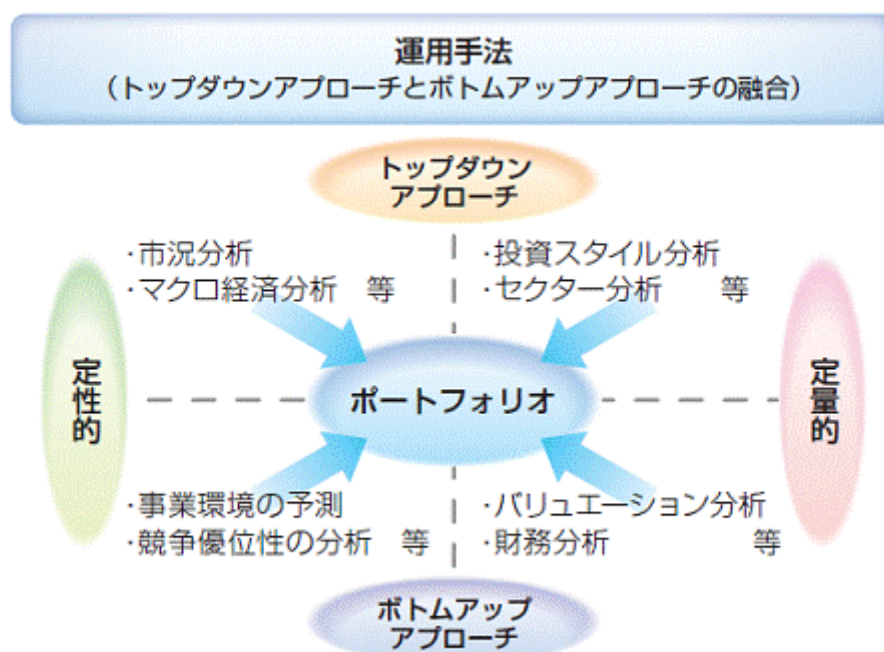 運用手法
（トップダウンアプローチとボトムアップアプローチの融合）
トップダウン
アプローチ
・市況分析
・マクロ経済分析　等
・投資スタイル分析
・セクター分析　　等
定性的
ポートフォリオ
定量的
・事業環境の予測
・競争優位性の分析　等
・バリュエーション分析
・財務分析　　　　　等
ボトムアップ
アプローチ